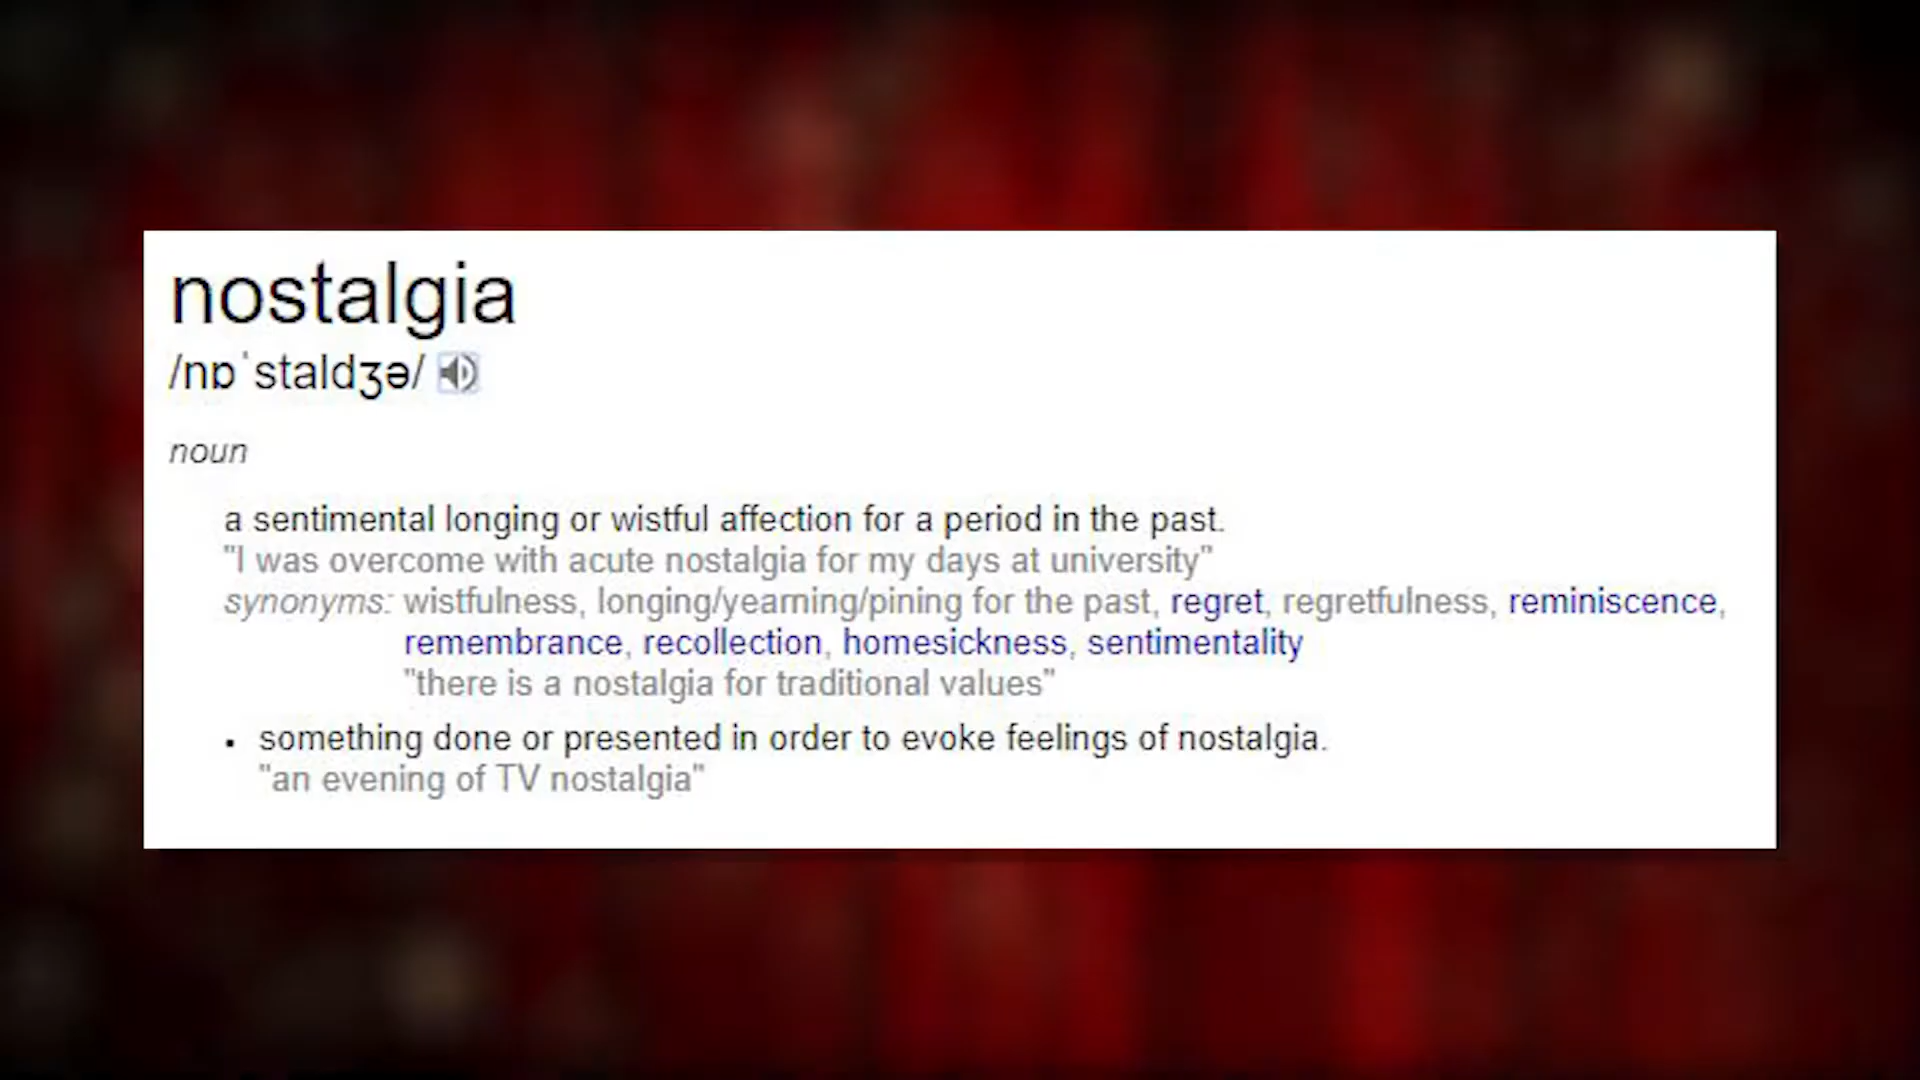 nostalgia
/nɒˈstaldʒə/
noun
a sentimental longing or wistful affection for a period in the past.
"I was overcome with acute nostalgia for my days at university"
synonyms: wistfulness, longing/yearning/pining for the past, regret, regretfulness, reminiscence,
remembrance, recollection, homesickness, sentimentality
"there is a nostalgia for traditional values"
• something done or presented in order to evoke feelings of nostalgia.
"an evening of TV nostalgia"